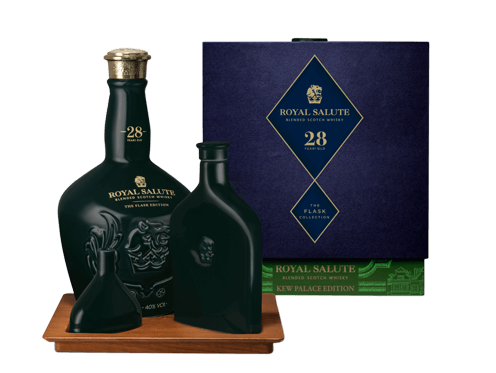 28
YEARS OLD
ROYAL SALUTE
BLENDED SCOTCH WHISKY
THE FLASK EDITION
40% VOL
ROYAL SALUTE
BLENDED SCOTCH WHISKY
28
YEARS OLD
THE
FLASK
COLLECTION
ROYAL SALUTE
KEW PALACE EDITION